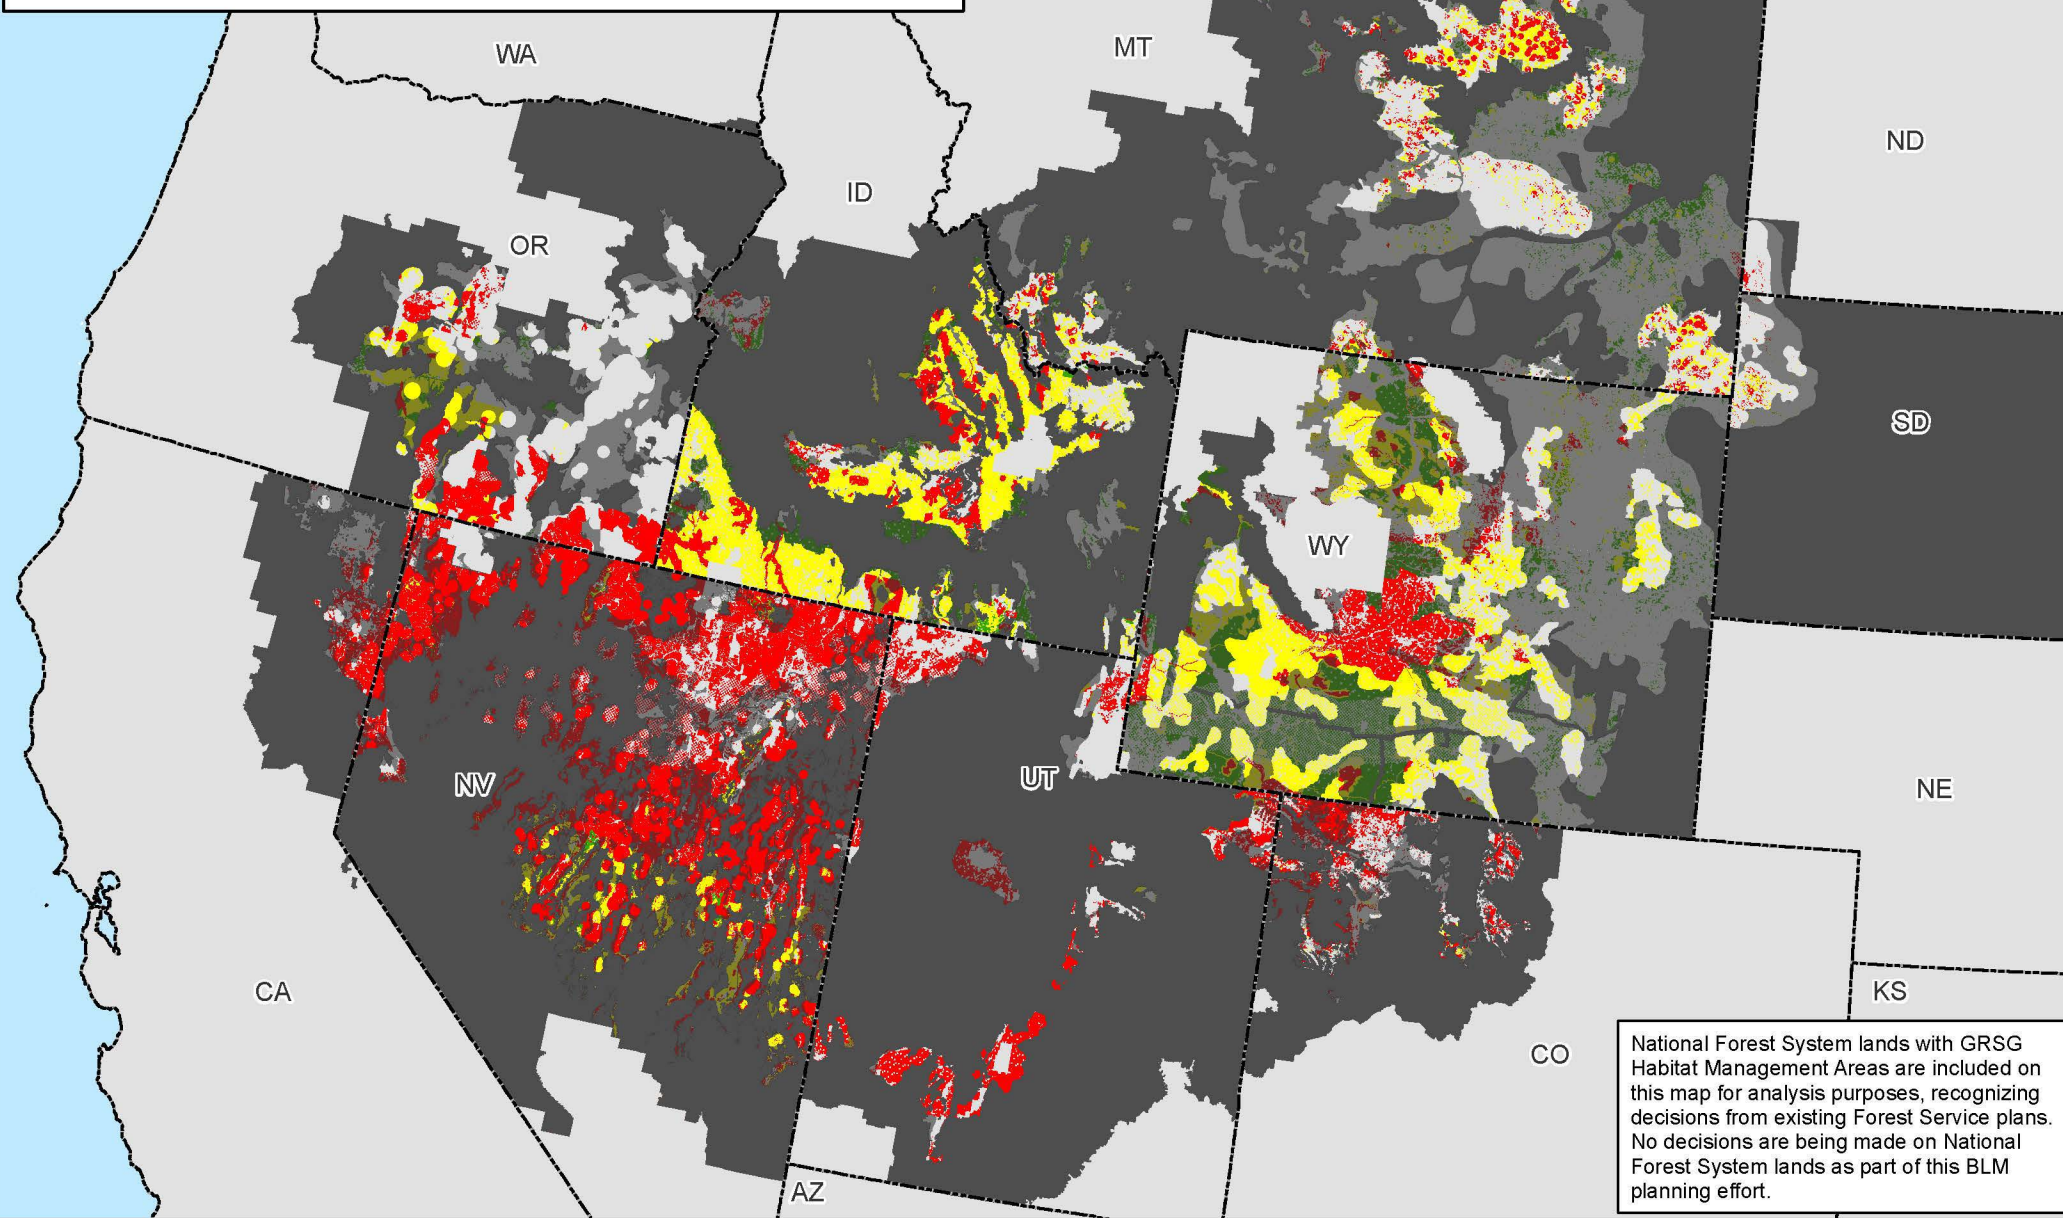 WA
MT
ND
ID
OR
SD
WY
NV
UT
NE
CA
KS
CO
AZ
National Forest System lands with GRSG
Habitat Management Areas are included on
this map for analysis purposes, recognizing
decisions from existing Forest Service plans.
No decisions are being made on National
Forest System lands as part of this BLM
planning effort.